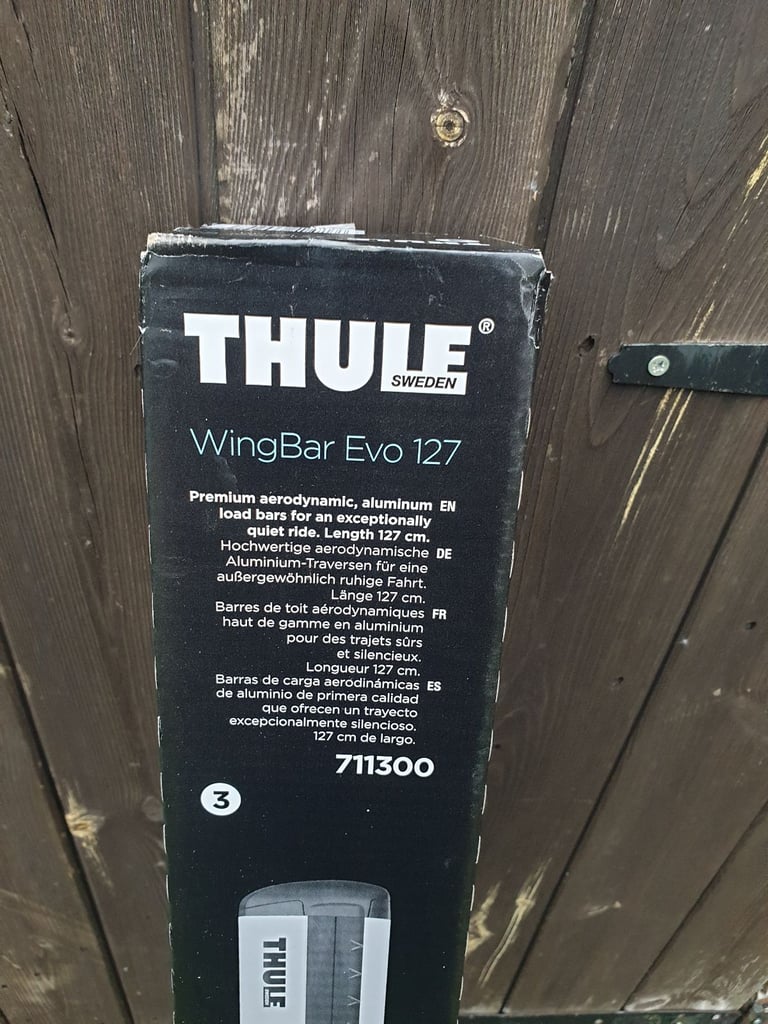 THULE®
SWEDEN
WingBar Evo 127
Premium aerodynamic, aluminum EN
load bars for an exceptionally
quiet ride. Length 127 cm.
Hochwertige aerodynamische DE
Aluminium-Traversen für eine
außergewöhnlich ruhige Fahrt.
Länge 127 cm.
Barres de toit aérodynamiques FR
haut de gamme en aluminium
pour des trajets sûrs
et silencieux.
Longueur 127 cm.
Barras de carga aerodinámicas ES
de aluminio de primera calidad
que ofrecen un trayecto
excepcionalmente silencioso.
127 cm de largo.
711300
3
THULE